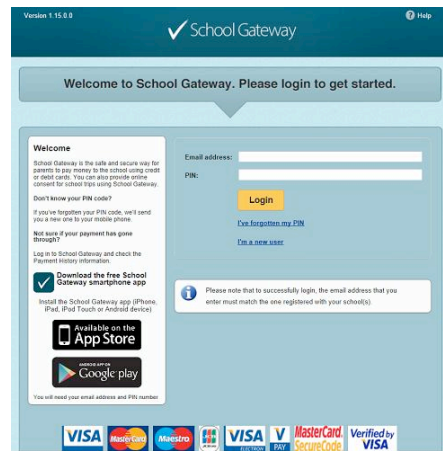 Version 1.15.0.0
Help
School Gateway
Welcome to School Gateway. Please login to get started.
Welcome
School Gateway is the safe and secure way for
parents to pay money to the school using credit
or debit cards. You can also provide online
consent for school trips using School Gateway.
Don't know your PIN code?
If you've forgotten your PIN code, we'll send
you a new one to your mobile phone.
Not sure if your payment has gone
through?
Log in to School Gateway and check the
Payment History information.
Download the free School
Gateway smartphone app
Install the School Gateway app (iPhone,
iPad, iPod Touch or Android device)
Available on the
App Store
ANDROID APP ON
Google play
You will need your email address and PIN number
Email address:
PIN:
Login
I've forgotten my PIN
I'm a new user
Please note that to successfully login, the email address that you
enter must match the one registered with your school(s).
VISA
MasterCard
Maestro
JCB
VISA
ELECTRON
V
PAY
MasterCard.
SecureCode
Verified by
VISA